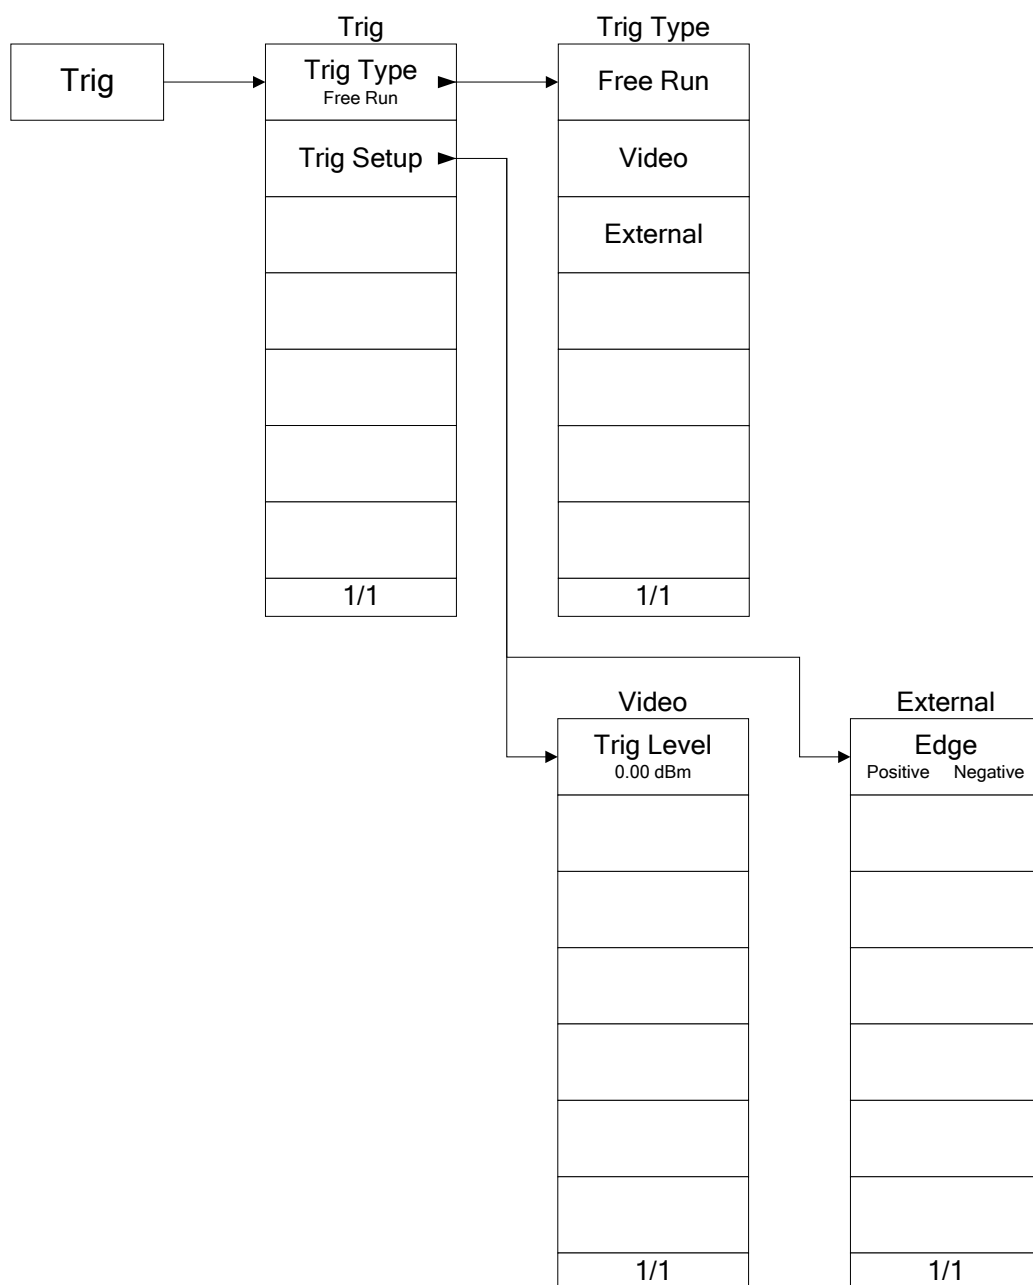 Trig
Trig
Trig Type
Free Run
Trig Setup
1/1
Trig Type
Free Run
Video
External
1/1
Video
Trig Level
0.00 dBm
1/1
External
Edge
Positive Negative
1/1